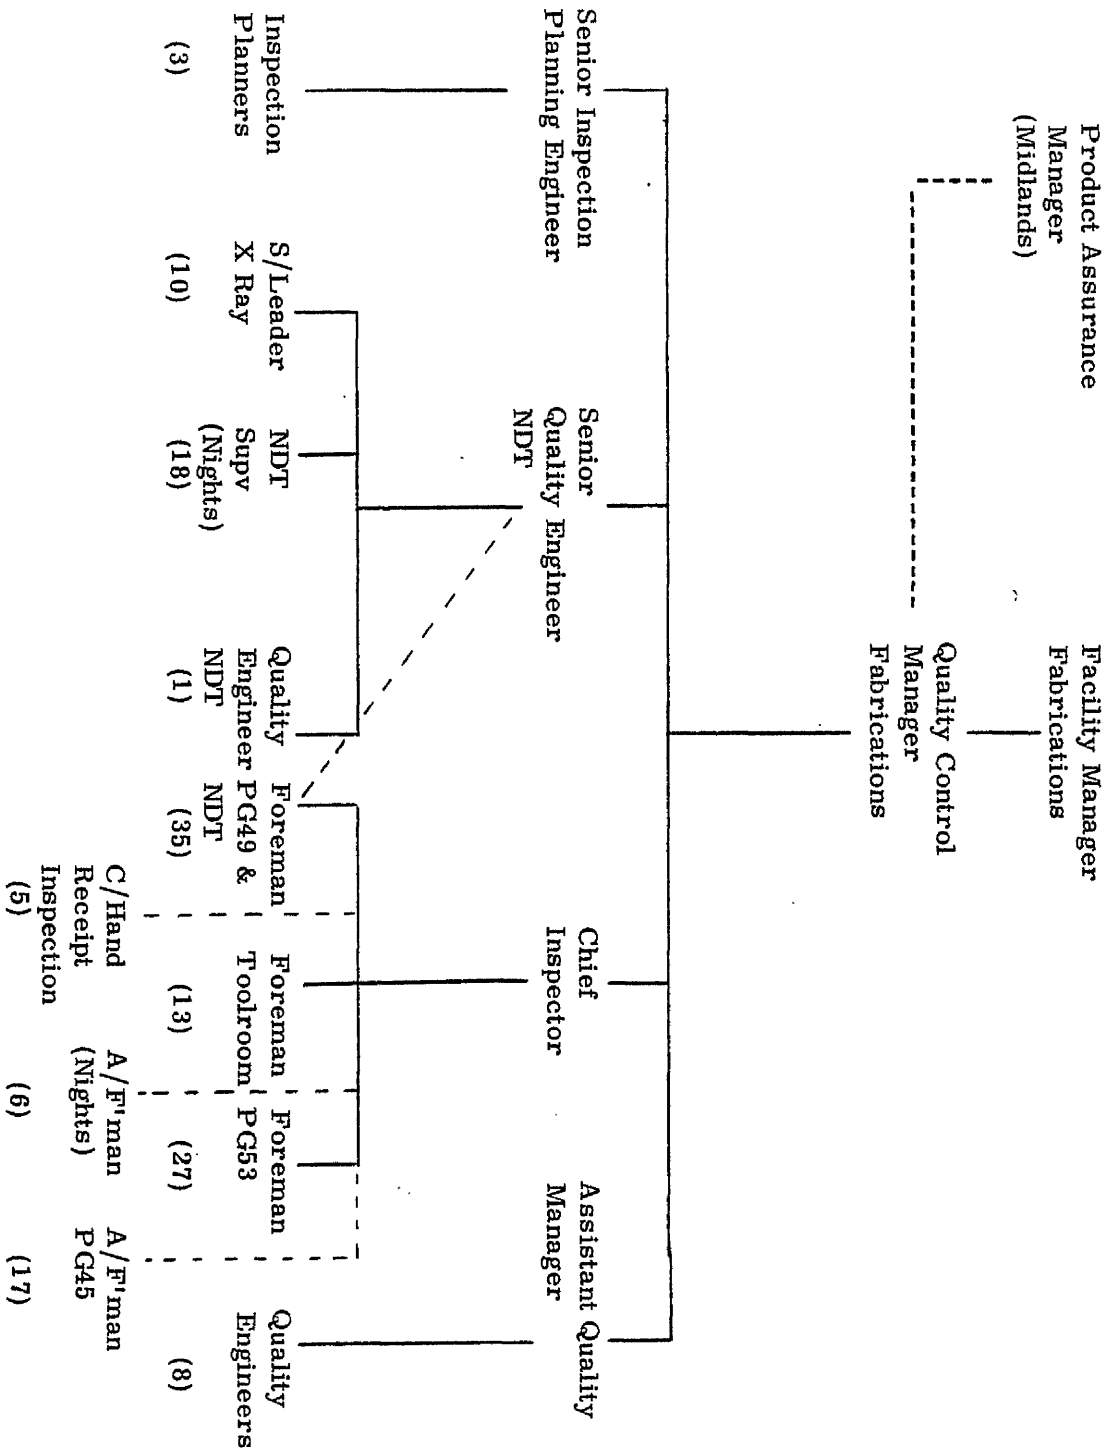 Product Assurance
Manager
(Midlands)
Facility Manager
Fabrications
Quality Control
Manager
Fabrications
Senior Inspection
Planning Engineer
Senior
Quality Engineer
NDT
Chief
Inspector
Assistant Quality
Manager
Inspection
Planners
(3)
S/Leader
X Ray
(10)
NDT
Supv
(Nights)
(18)
Quality
Engineer
NDT
(1)
Foreman
PG49 &
NDT
(35)
Foreman
Toolroom
(13)
Foreman
PG53
(27)
Quality
Engineers
(8)
C/Hand
Receipt
Inspection
(5)
A/F'man
(Nights)
(6)
A/F'man
PG45
(17)